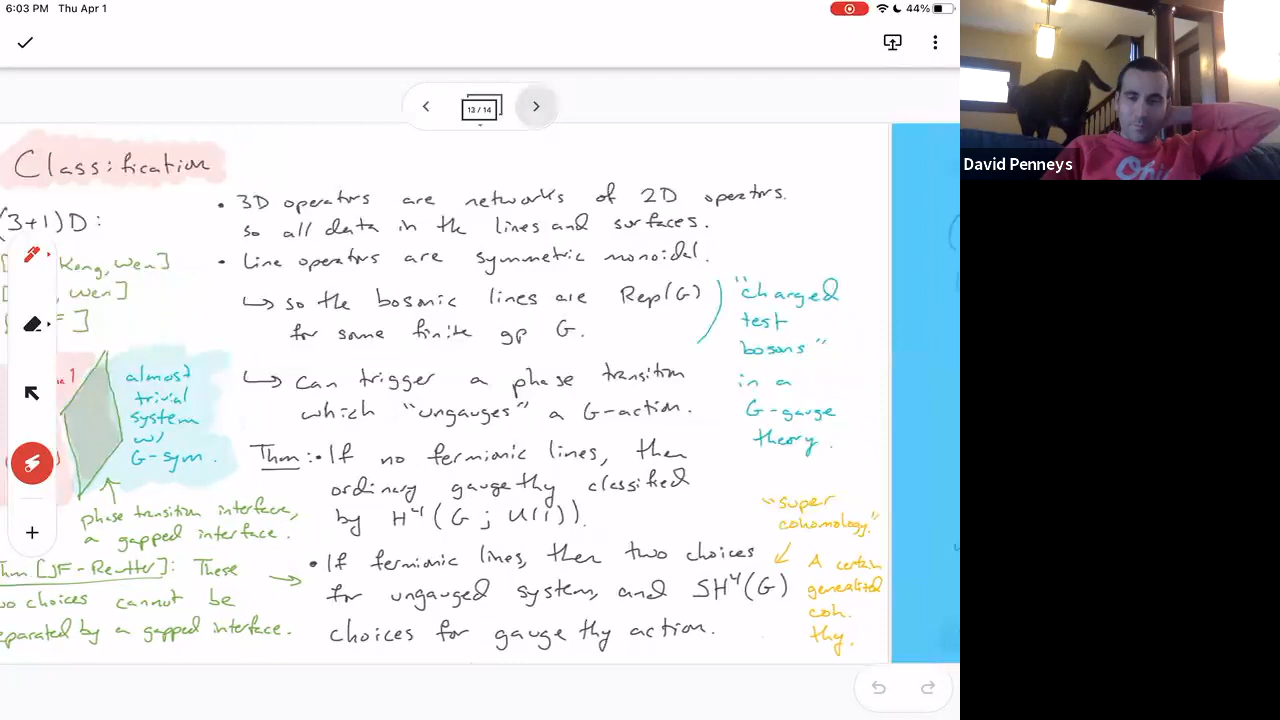 6:03 PM Thu Apr 1
44%
13 / 14
Classification
(3+1)D:
Kong, Wen]
, Wen]
]
almost
trivial
system
w/
G-sym.
phase transition interface,
a gapped interface.
Thm [JF-Reutter]: These
two choices cannot be
separated by a gapped interface.
• 3D operators are networks of 2D operators.
so all data in the lines and surfaces.
• Line operators are symmetric monoidal.
↳ so the bosonic lines are Rep(G)
for some finite gp G.
"charged
test
bosons"
in a
G-gauge
theory.
↳ can trigger a phase transition
which "ungauges" a G-action.
Thm: • If no fermionic lines, then
ordinary gauge thy classified
by H⁴(G; U(1)).
• If fermionic lines, then two choices
for ungauged system, and SH⁴(G)
choices for gauge thy action.
"super
cohomology."
A certain
generalized
coh.
thy.
David Penneys
Ohio